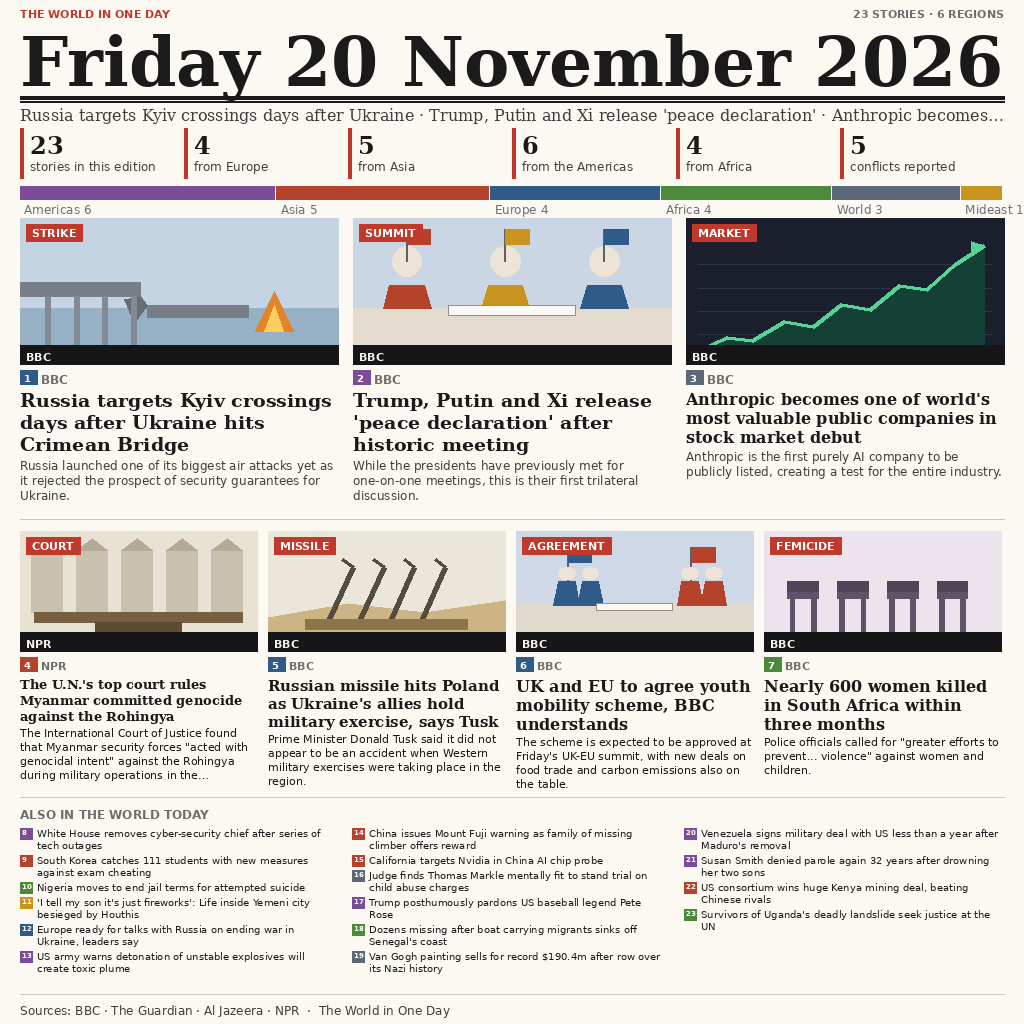 THE WORLD IN ONE DAY
23 STORIES · 6 REGIONS
Friday 20 November 2026
Russia targets Kyiv crossings days after Ukraine · Trump, Putin and Xi release 'peace declaration' · Anthropic becomes...
23
stories in this edition
4
from Europe
5
from Asia
6
from the Americas
4
from Africa
5
conflicts reported
Americas 6
Asia 5
Europe 4
Africa 4
World 3
Mideast 1
STRIKE
BBC
1 BBC
Russia targets Kyiv crossings
days after Ukraine hits
Crimean Bridge
Russia launched one of its biggest air attacks yet as
it rejected the prospect of security guarantees for
Ukraine.
SUMMIT
BBC
2 BBC
Trump, Putin and Xi release
'peace declaration' after
historic meeting
While the presidents have previously met for
one-on-one meetings, this is their first trilateral
discussion.
MARKET
BBC
3 BBC
Anthropic becomes one of world's
most valuable public companies in
stock market debut
Anthropic is the first purely AI company to be
publicly listed, creating a test for the entire industry.
COURT
NPR
4 NPR
The U.N.'s top court rules
Myanmar committed genocide
against the Rohingya
The International Court of Justice found
that Myanmar security forces "acted with
genocidal intent" against the Rohingya
during military operations in the...
MISSILE
BBC
5 BBC
Russian missile hits Poland
as Ukraine's allies hold
military exercise, says Tusk
Prime Minister Donald Tusk said it did not
appear to be an accident when Western
military exercises were taking place in the
region.
AGREEMENT
BBC
6 BBC
UK and EU to agree youth
mobility scheme, BBC
understands
The scheme is expected to be approved at
Friday's UK-EU summit, with new deals on
food trade and carbon emissions also on
the table.
FEMICIDE
BBC
7 BBC
Nearly 600 women killed
in South Africa within
three months
Police officials called for "greater efforts to
prevent... violence" against women and
children.
ALSO IN THE WORLD TODAY
8 White House removes cyber-security chief after series of
tech outages
9 South Korea catches 111 students with new measures
against exam cheating
10 Nigeria moves to end jail terms for attempted suicide
11 'I tell my son it's just fireworks': Life inside Yemeni city
besieged by Houthis
12 Europe ready for talks with Russia on ending war in
Ukraine, leaders say
13 US army warns detonation of unstable explosives will
create toxic plume
14 China issues Mount Fuji warning as family of missing
climber offers reward
15 California targets Nvidia in China AI chip probe
16 Judge finds Thomas Markle mentally fit to stand trial on
child abuse charges
17 Trump posthumously pardons US baseball legend Pete
Rose
18 Dozens missing after boat carrying migrants sinks off
Senegal's coast
19 Van Gogh painting sells for record $190.4m after row over
its Nazi history
20 Venezuela signs military deal with US less than a year after
Maduro's removal
21 Susan Smith denied parole again 32 years after drowning
her two sons
22 US consortium wins huge Kenya mining deal, beating
Chinese rivals
23 Survivors of Uganda's deadly landslide seek justice at the
UN
Sources: BBC · The Guardian · Al Jazeera · NPR · The World in One Day